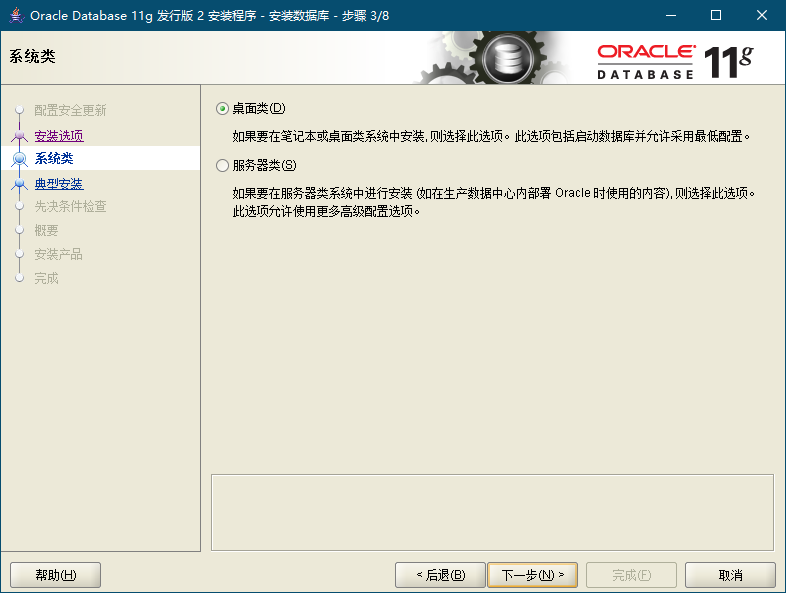 Oracle Database 11g 发行版 2 安装程序 - 安装数据库 - 步骤 3/8
系统类
ORACLE
DATABASE
11g
配置安全更新
安装选项
系统类
典型安装
先决条件检查
概要
安装产品
完成
桌面类(D)
如果要在笔记本或桌面类系统中安装, 则选择此选项。此选项包括启动数据库并允许采用最低配置。
服务器类(S)
如果要在服务器类系统中进行安装 (如在生产数据中心内部署 Oracle 时使用的内容), 则选择此选项。
此选项允许使用更多高级配置选项。
帮助(H)
< 后退(B)
下一步(N) >
完成(F)
取消